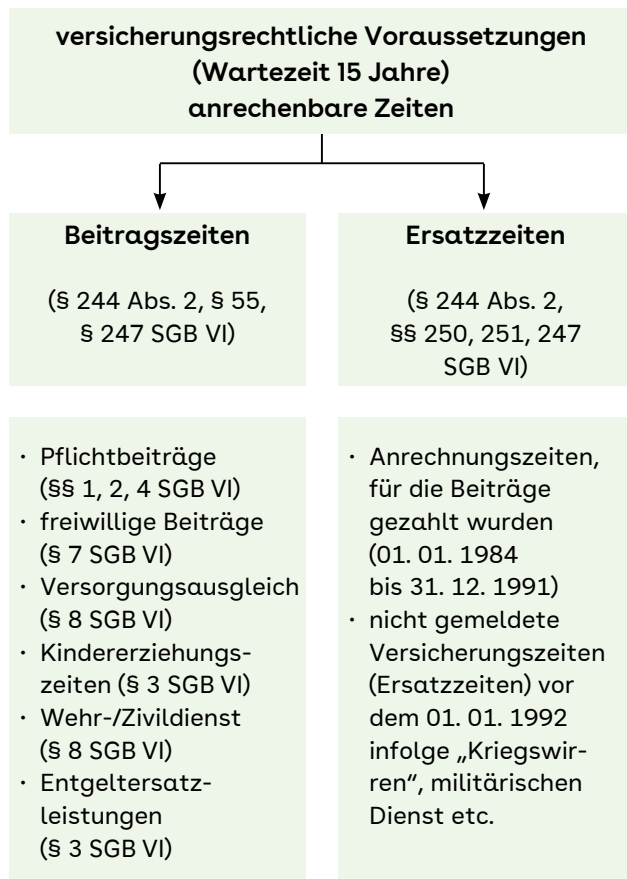 versicherungsrechtliche Voraussetzungen
(Wartezeit 15 Jahre)
anrechenbare Zeiten
Beitragszeiten
(§ 244 Abs. 2, § 55,
§ 247 SGB VI)
Ersatzzeiten
(§ 244 Abs. 2,
§§ 250, 251, 247
SGB VI)
· Pflichtbeiträge
(§§ 1, 2, 4 SGB VI)
· freiwillige Beiträge
(§ 7 SGB VI)
· Versorgungsausgleich
(§ 8 SGB VI)
· Kindererziehungs-
zeiten (§ 3 SGB VI)
· Wehr-/Zivildienst
(§ 8 SGB VI)
· Entgeltersatz-
leistungen
(§ 3 SGB VI)
· Anrechnungszeiten,
für die Beiträge
gezahlt wurden
(01. 01. 1984
bis 31. 12. 1991)
· nicht gemeldete
Versicherungszeiten
(Ersatzzeiten) vor
dem 01. 01. 1992
infolge „Kriegswir-
ren“, militärischen
Dienst etc.